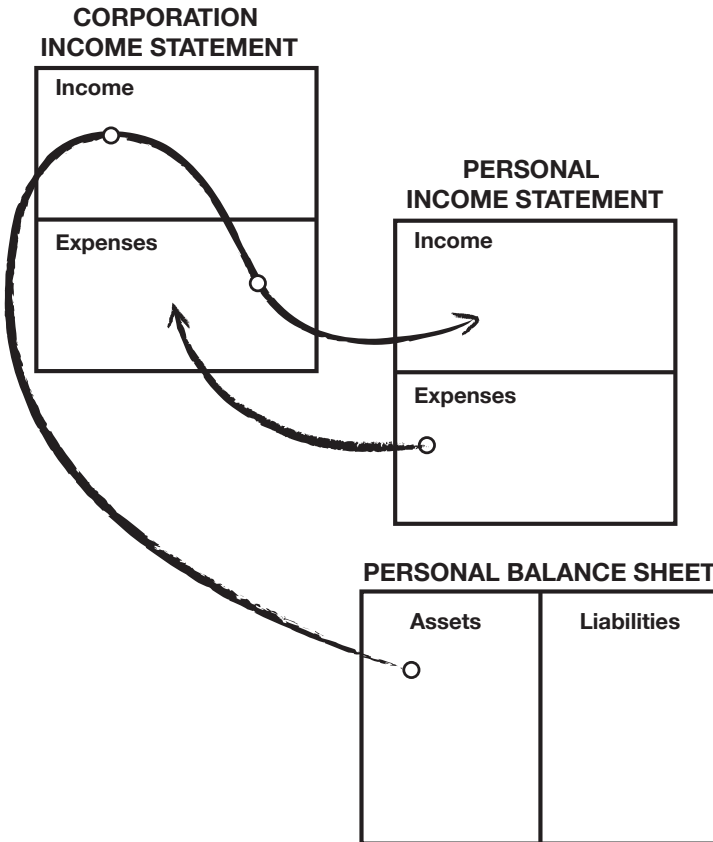 CORPORATION
INCOME STATEMENT
Income
Expenses
PERSONAL
INCOME STATEMENT
Income
Expenses
PERSONAL BALANCE SHEET
Assets
Liabilities